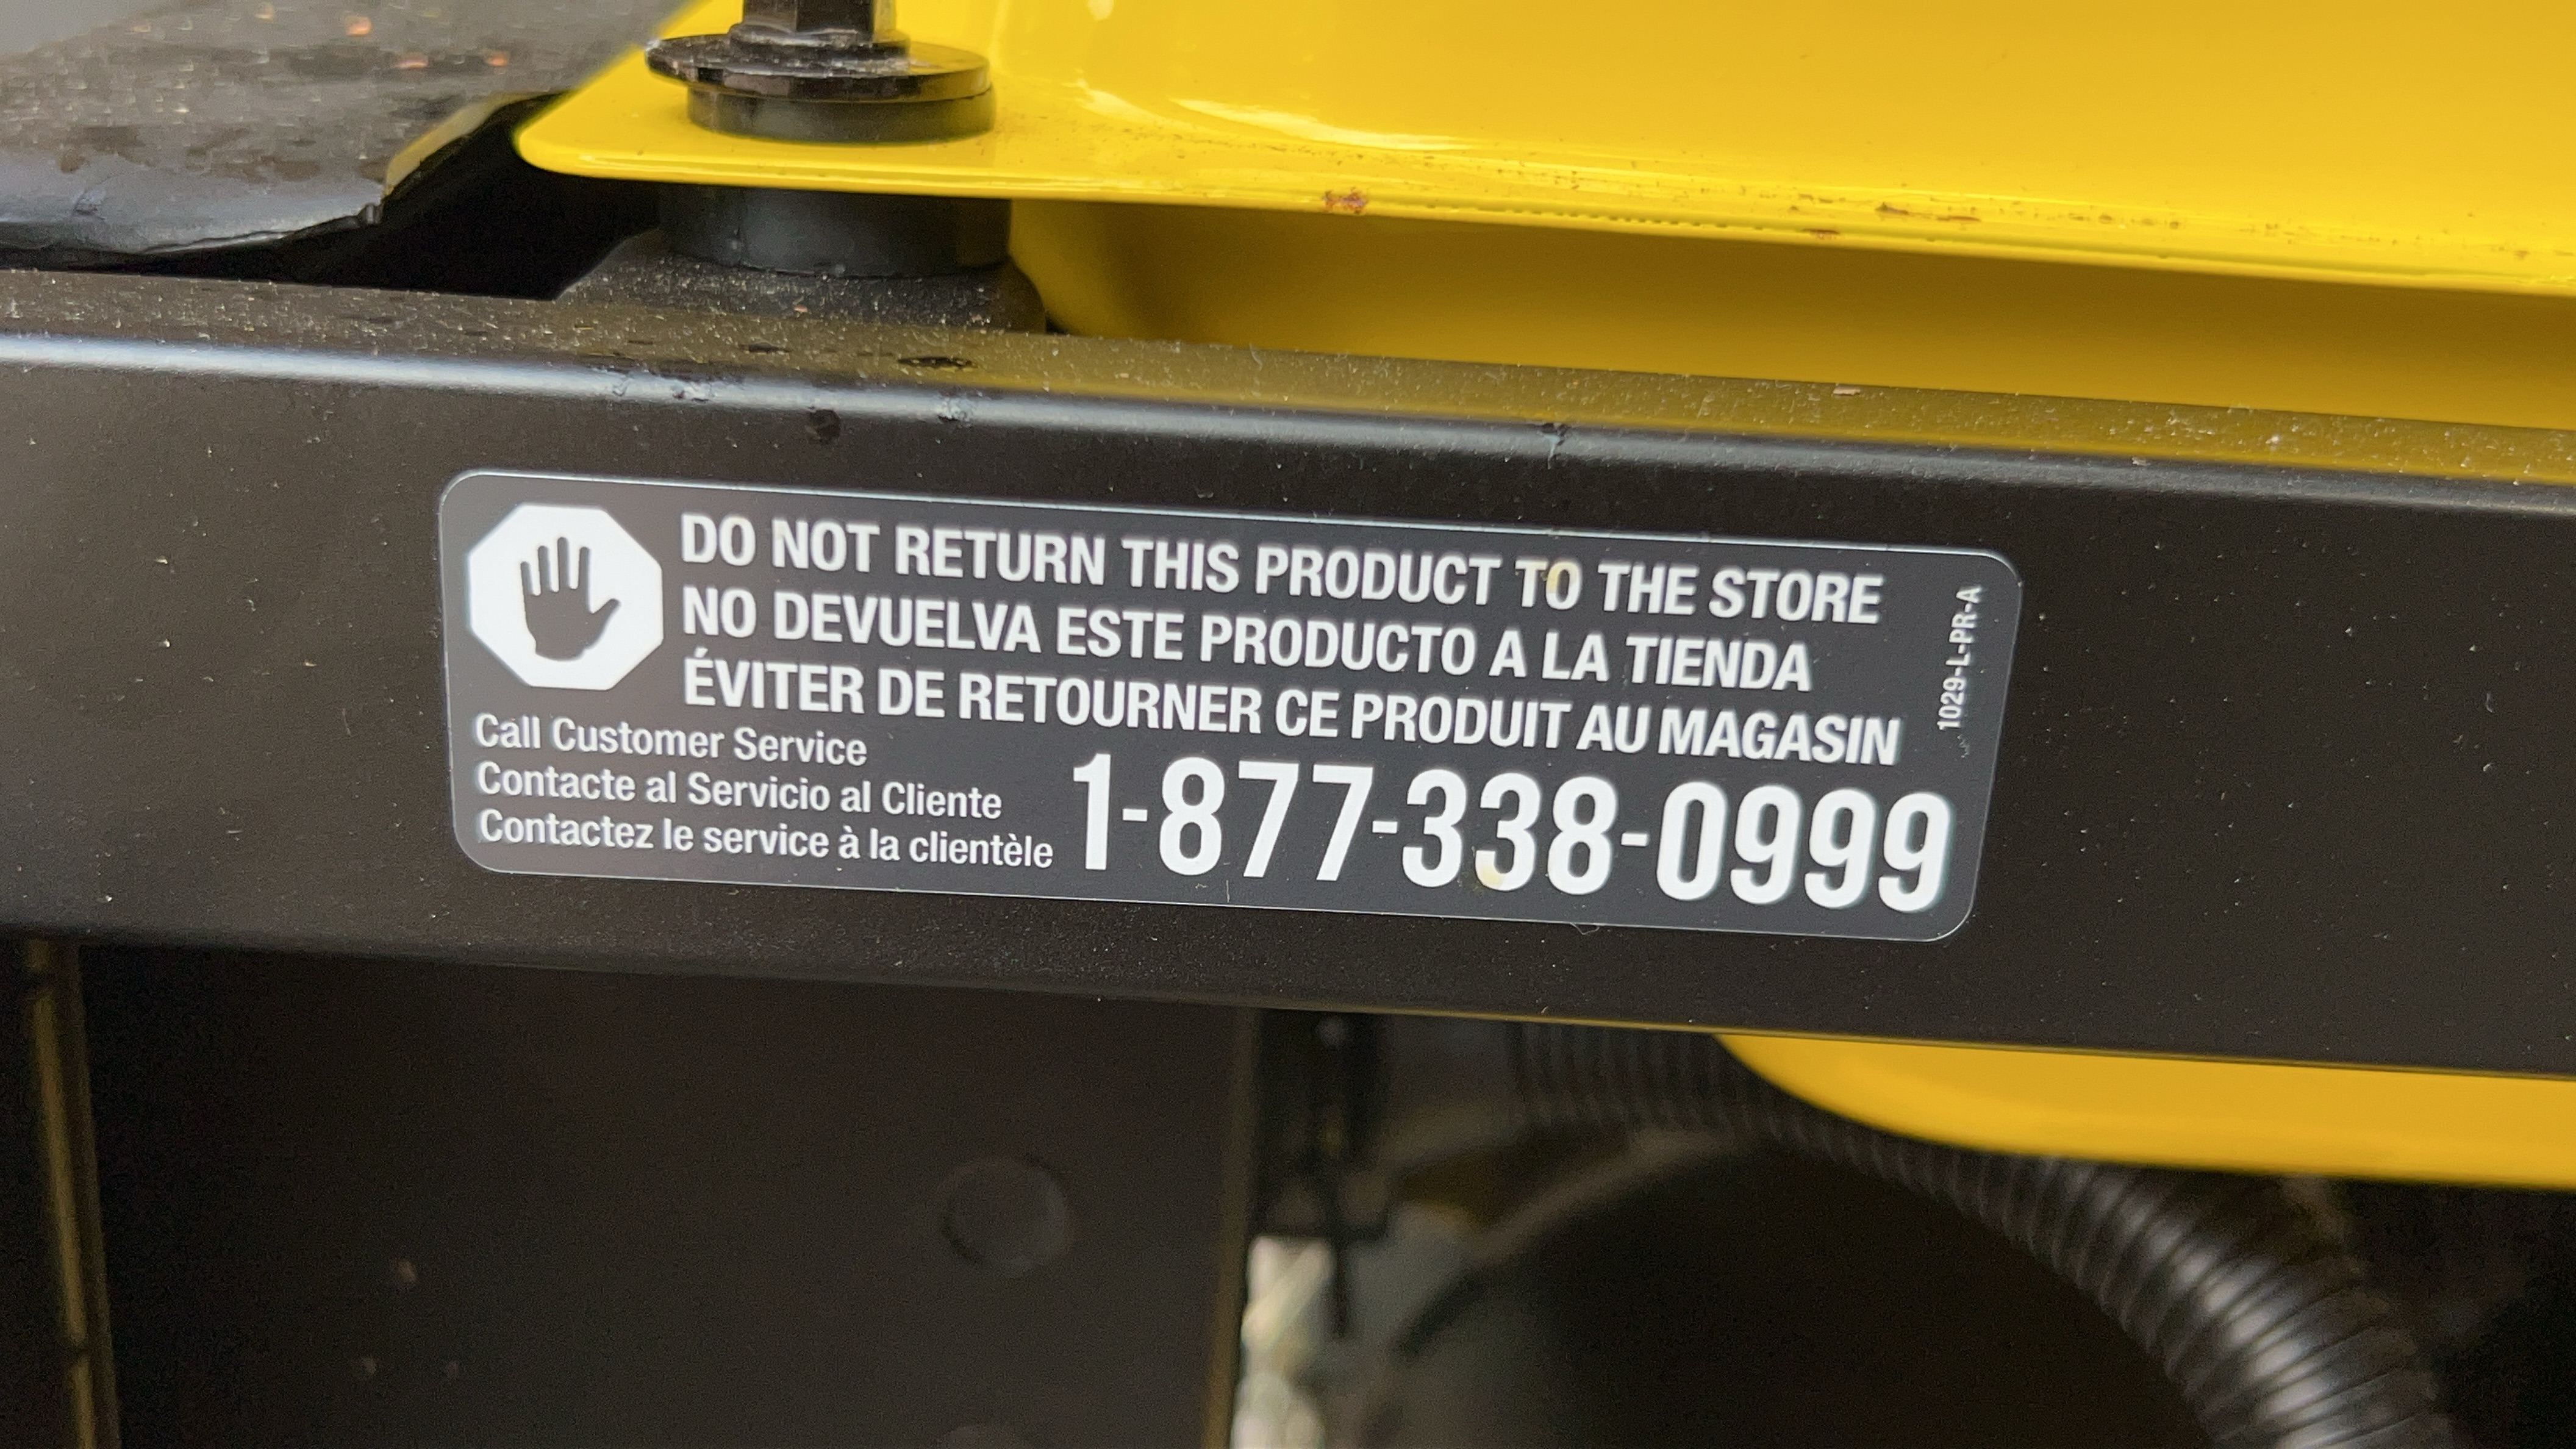 DO NOT RETURN THIS PRODUCT TO THE STORE
NO DEVUELVA ESTE PRODUCTO A LA TIENDA
ÉVITER DE RETOURNER CE PRODUIT AU MAGASIN
Call Customer Service
Contacte al Servicio al Cliente
Contactez le service à la clientèle
1-877-338-0999
1029-L-PR-A